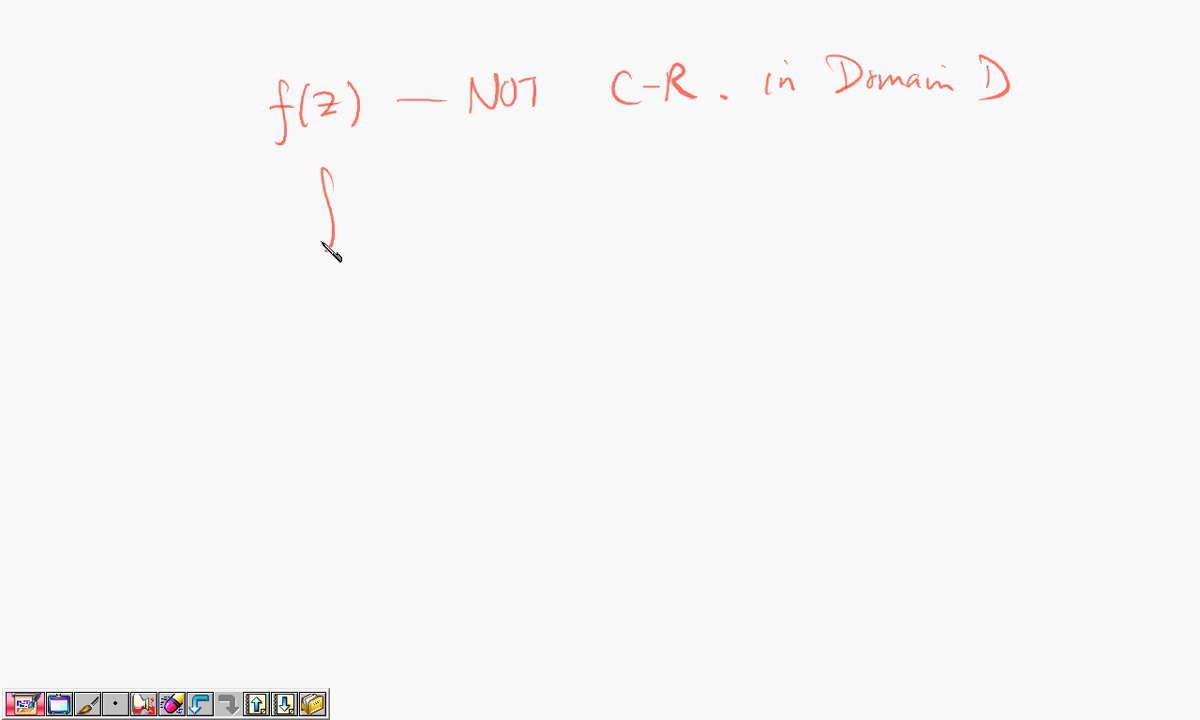 f(z) — NOT C-R. in Domain D
∫